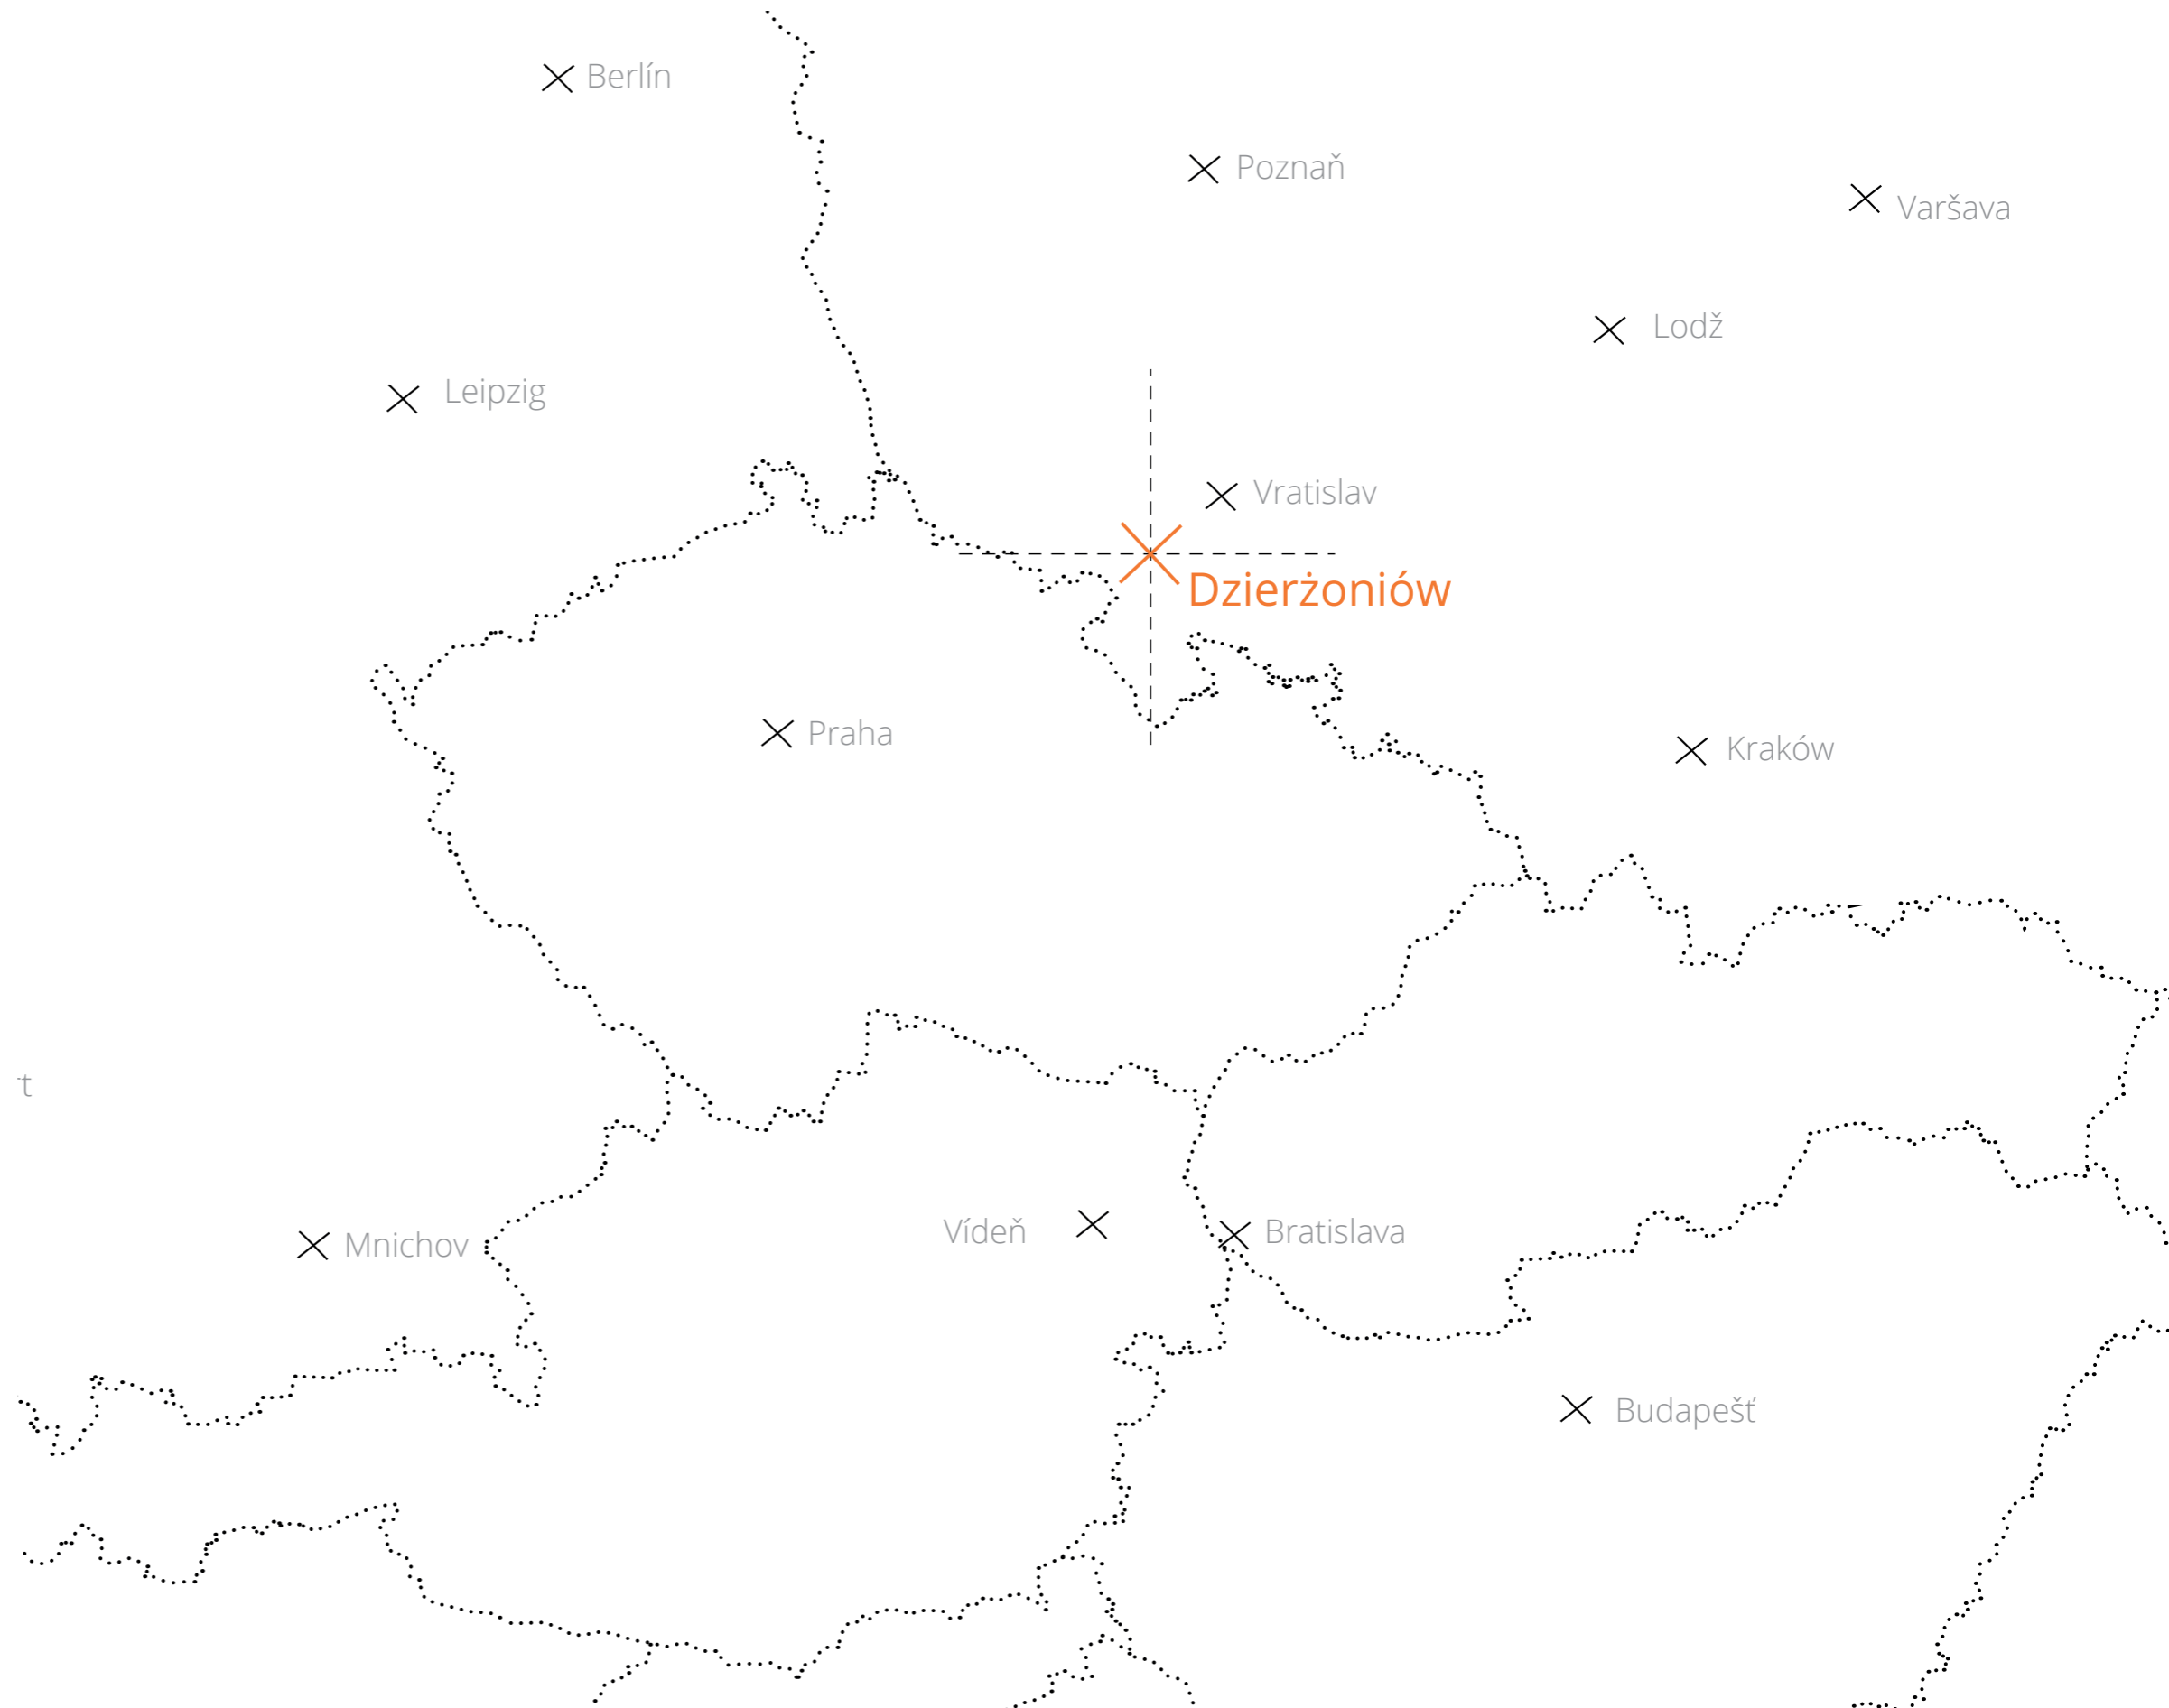 Berlín
Poznaň
Varšava
Lodž
Leipzig
Vratislav
Dzierżoniów
Praha
Kraków
t
Vídeň
Bratislava
Mnichov
Budapešť